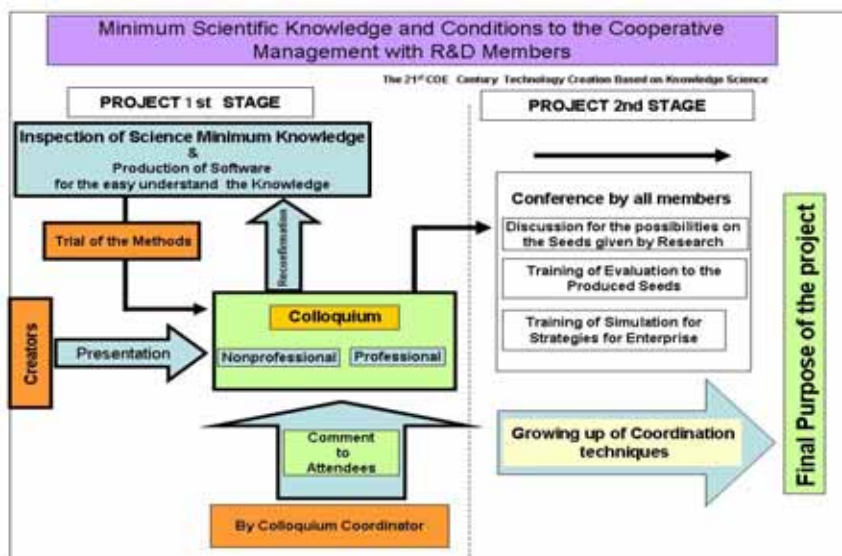 Minimum Scientific Knowledge and Conditions to the Cooperative
Management with R&D Members
The 21st COE Century Technology Creation Based on Knowledge Science
PROJECT 1st STAGE
Inspection of Science Minimum Knowledge
&
Production of Software
for the easy understand the Knowledge
Trial of the Methods
Reconfirmation
Creators
Presentation
Colloquium
Nonprofessional
Professional
Comment
to
Attendees
By Colloquium Coordinator
PROJECT 2nd STAGE
Conference by all members
Discussion for the possibilities on
the Seeds given by Research
Training of Evaluation to the
Produced Seeds
Training of Simulation for
Strategies for Enterprise
Growing up of Coordination
techniques
Final Purpose of the project